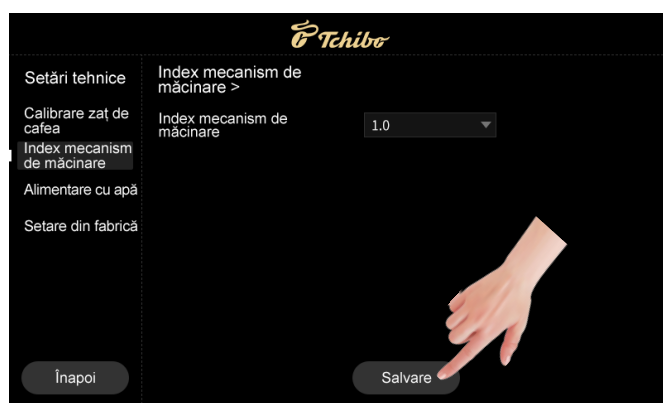 Tchibo
Setări tehnice
Calibrare zaț de
cafea
Index mecanism
de măcinare
Alimentare cu apă
Setare din fabrică
Înapoi
Index mecanism de
măcinare >
Index mecanism de
măcinare
1.0
Salvare